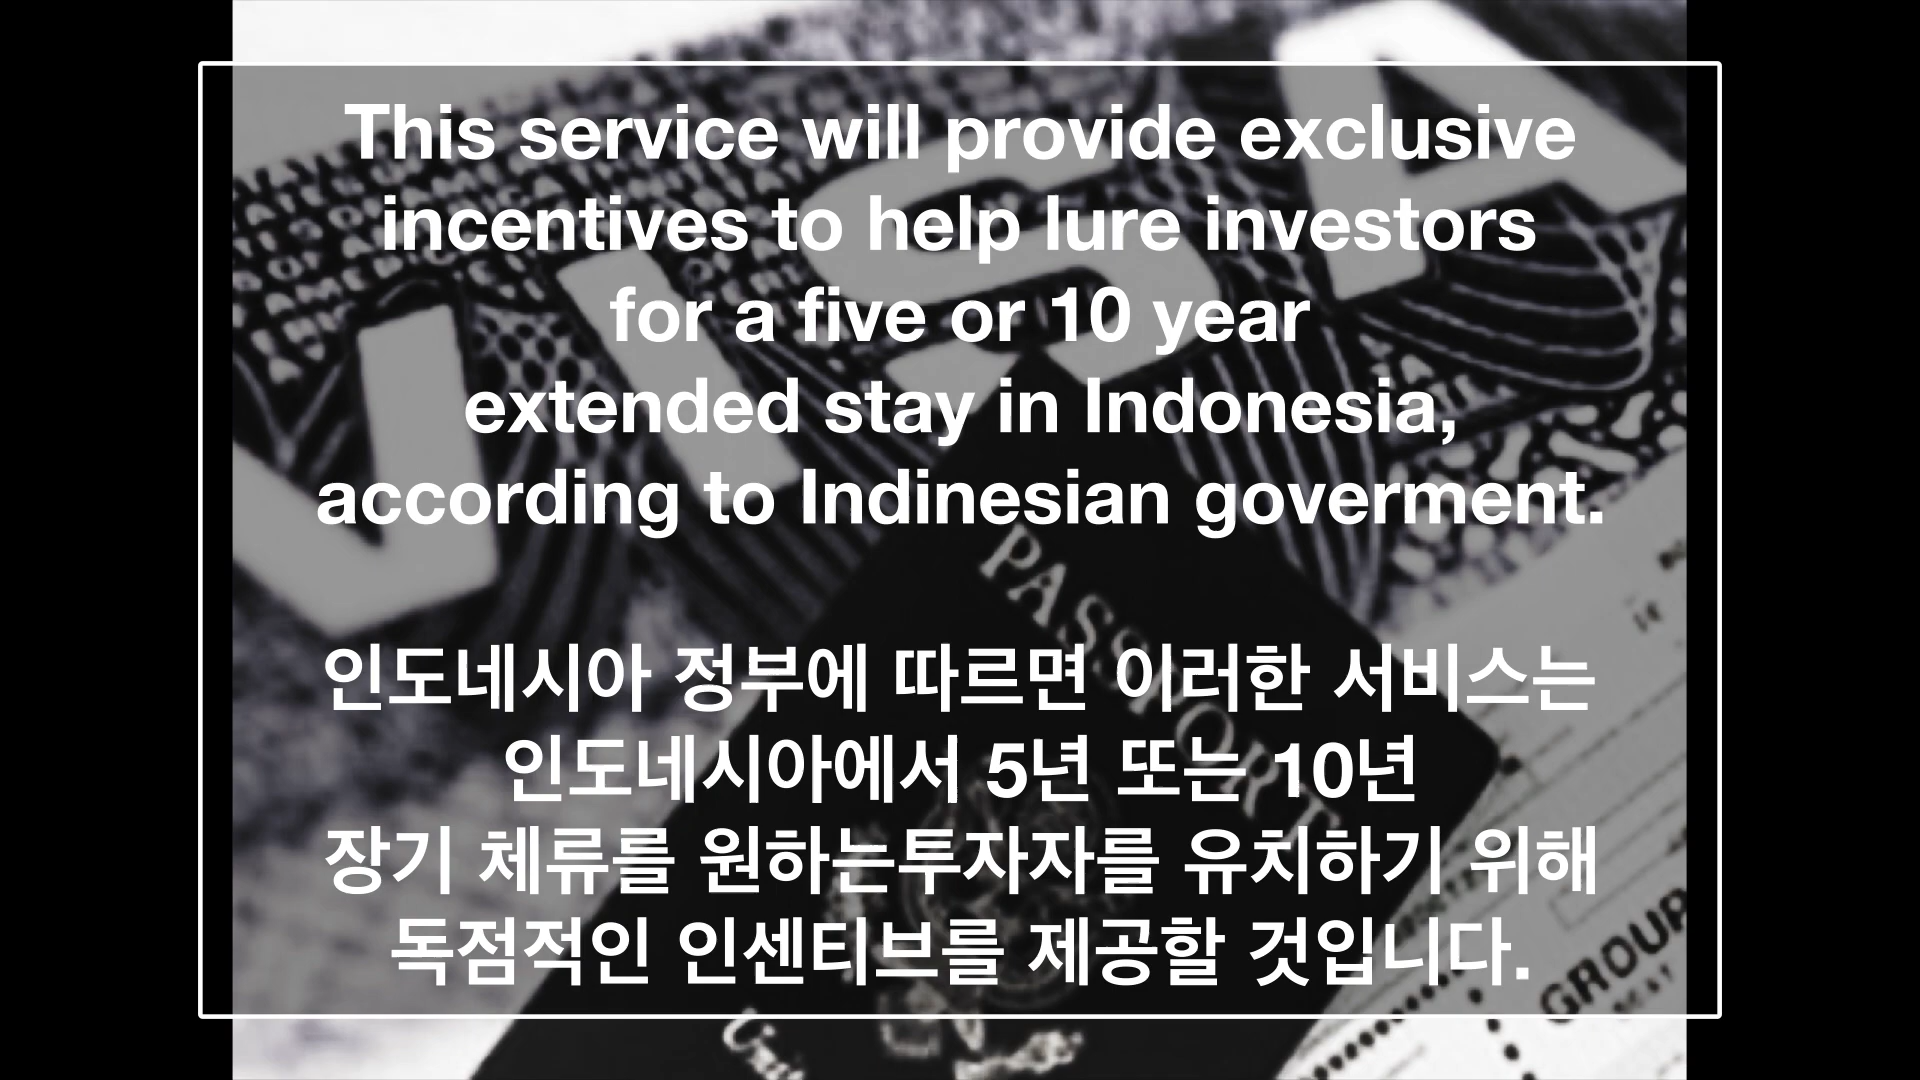 This service will provide exclusive
incentives to help lure investors
for a five or 10 year
extended stay in Indonesia,
according to Indinesian goverment.
인도네시아 정부에 따르면 이러한 서비스는
인도네시아에서 5년 또는 10년
장기 체류를 원하는투자자를 유치하기 위해
독점적인 인센티브를 제공할 것입니다.
VISA
PASSPORT
GROUP